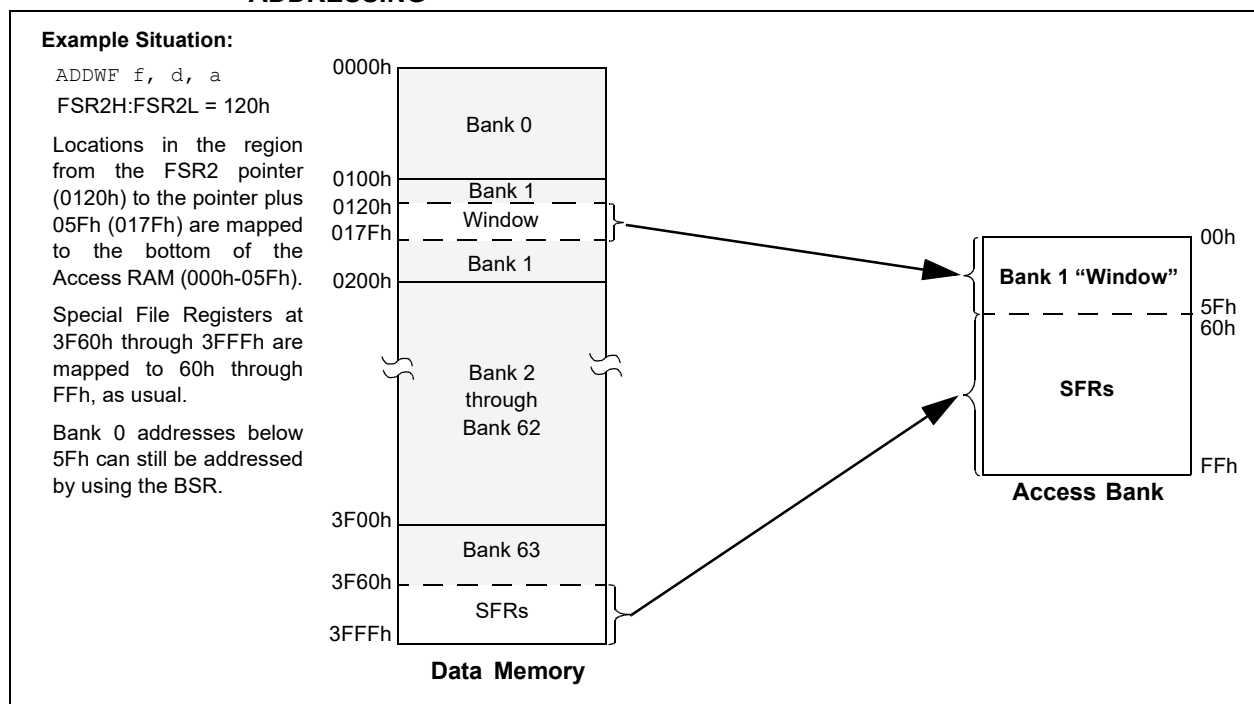 ADDRESSING
Example Situation:
ADDWF f, d, a
FSR2H:FSR2L = 120h
Locations in the region
from the FSR2 pointer
(0120h) to the pointer plus
05Fh (017Fh) are mapped
to the bottom of the
Access RAM (000h-05Fh).
Special File Registers at
3F60h through 3FFFh are
mapped to 60h through
FFh, as usual.
Bank 0 addresses below
5Fh can still be addressed
by using the BSR.
0000h
Bank 0
0100h
Bank 1
0120h
Window
017Fh
Bank 1
0200h
Bank 2
through
Bank 62
3F00h
Bank 63
3F60h
SFRs
3FFFh
Data Memory
00h
Bank 1 “Window”
5Fh
60h
SFRs
FFh
Access Bank